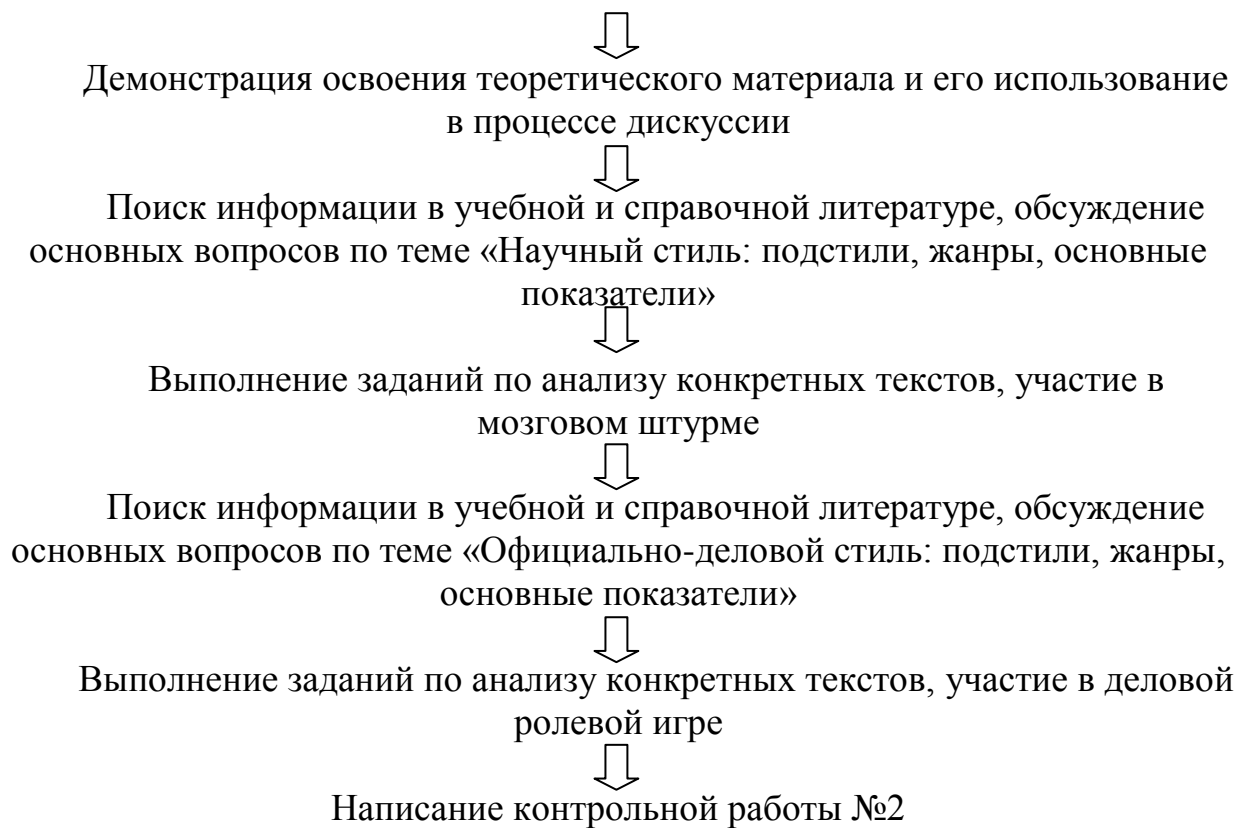 Демонстрация освоения теоретического материала и его использование
в процессе дискуссии
Поиск информации в учебной и справочной литературе, обсуждение
основных вопросов по теме «Научный стиль: подстили, жанры, основные
показатели»
Выполнение заданий по анализу конкретных текстов, участие в
мозговом штурме
Поиск информации в учебной и справочной литературе, обсуждение
основных вопросов по теме «Официально-деловой стиль: подстили, жанры,
основные показатели»
Выполнение заданий по анализу конкретных текстов, участие в деловой
ролевой игре
Написание контрольной работы №2